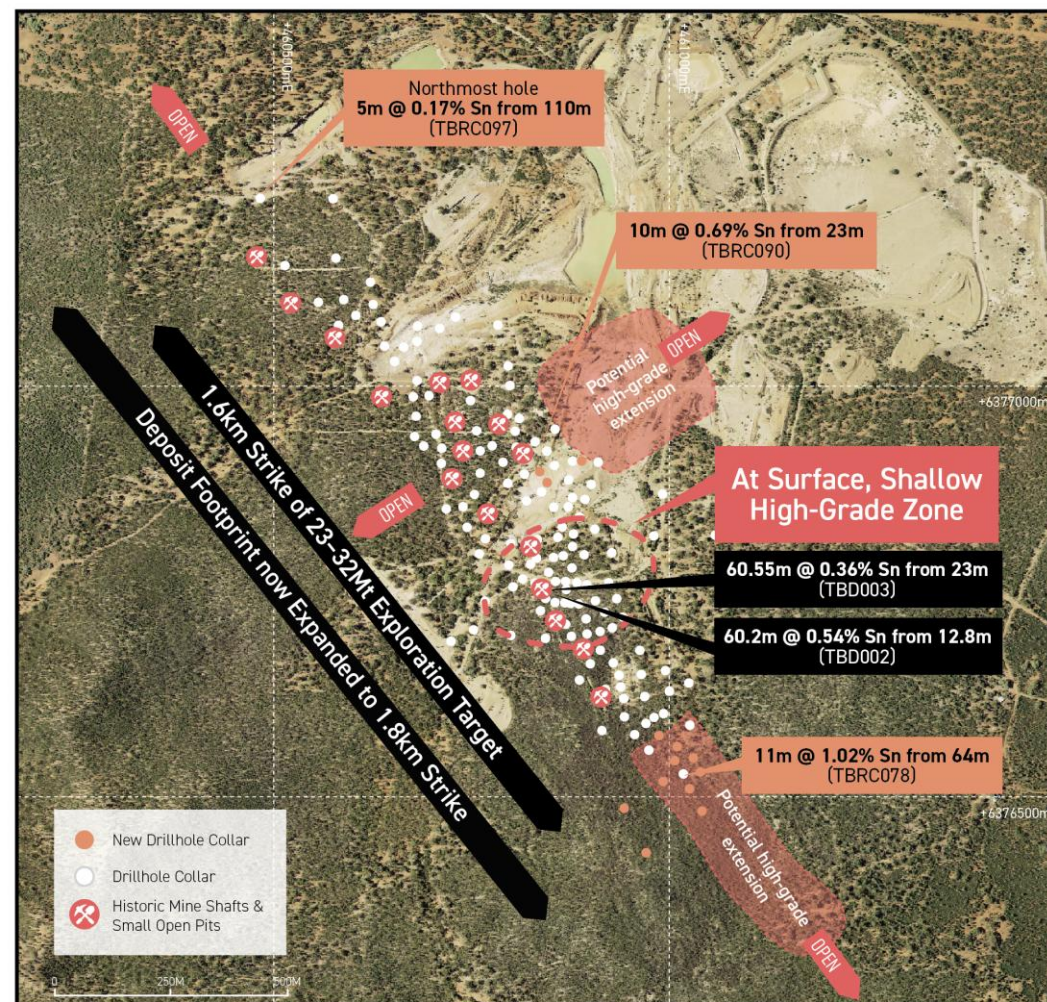 +660500mE
+661000mE
Northmost hole
5m @ 0.17% Sn from 110m
(TBRC097)
OPEN
10m @ 0.69% Sn from 23m
(TBRC090)
OPEN
Potential
high-grade
extension
+6377000m
1.6km Strike of 23-32Mt Exploration Target
Deposit Footprint now Expanded to 1.8km Strike
OPEN
At Surface, Shallow
High-Grade Zone
60.55m @ 0.36% Sn from 23m
(TBD003)
60.2m @ 0.54% Sn from 12.8m
(TBD002)
11m @ 1.02% Sn from 64m
(TBRC078)
+6376500m
Potential high-grade
extension
OPEN
New Drillhole Collar
Drillhole Collar
Historic Mine Shafts &
Small Open Pits
0 250M 500M